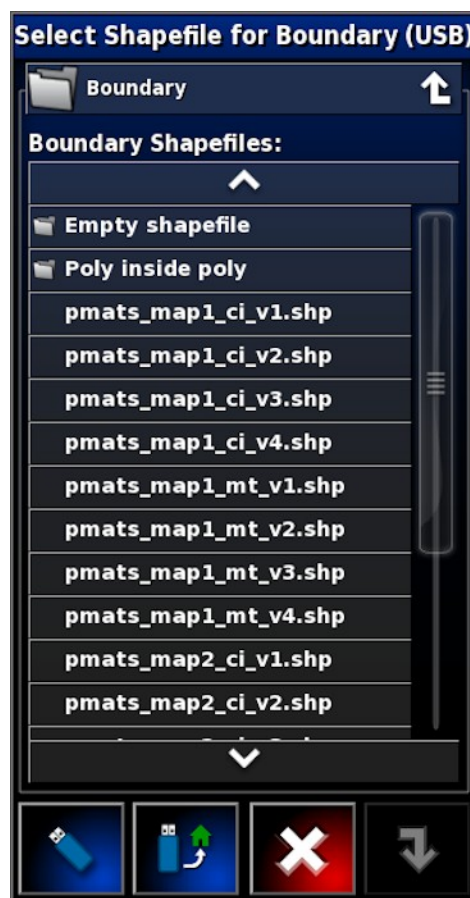 Select Shapefile for Boundary (USB)
Boundary
Boundary Shapefiles:
Empty shapefile
Poly inside poly
pmats_map1_ci_v1.shp
pmats_map1_ci_v2.shp
pmats_map1_ci_v3.shp
pmats_map1_ci_v4.shp
pmats_map1_mt_v1.shp
pmats_map1_mt_v2.shp
pmats_map1_mt_v3.shp
pmats_map1_mt_v4.shp
pmats_map2_ci_v1.shp
pmats_map2_ci_v2.shp